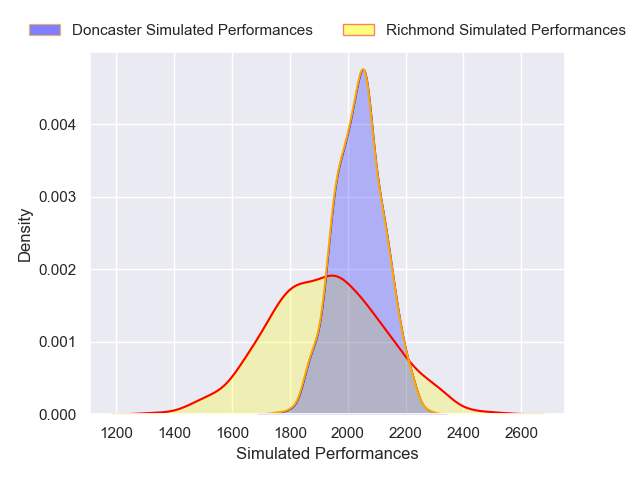 Doncaster Simulated Performances
Richmond Simulated Performances
Density
0.004
0.003
0.002
0.001
0.000
1200 1400 1600 1800 2000 2200 2400 2600
Simulated Performances